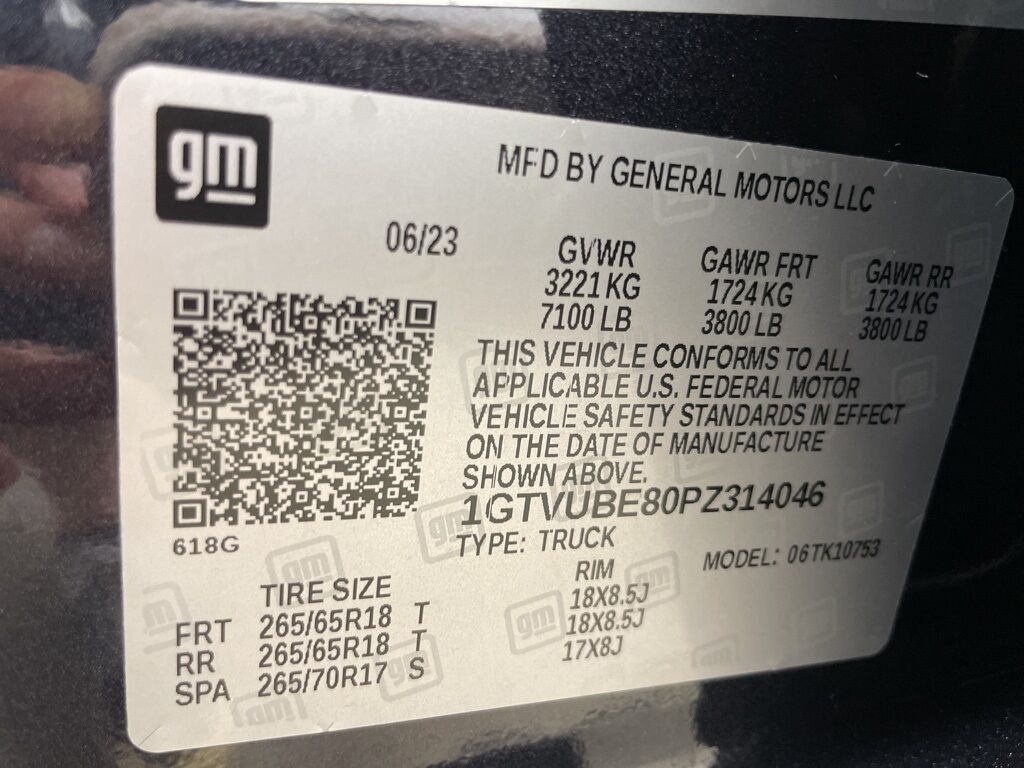 gm
MFD BY GENERAL MOTORS LLC
06/23
GVWR GAWR FRT GAWR RR
3221 KG 1724 KG 1724 KG
7100 LB 3800 LB 3800 LB
THIS VEHICLE CONFORMS TO ALL
APPLICABLE U.S. FEDERAL MOTOR
VEHICLE SAFETY STANDARDS IN EFFECT
ON THE DATE OF MANUFACTURE
SHOWN ABOVE.
1GTVUBE80PZ314046
618G
TYPE: TRUCK MODEL: 06TK10753
TIRE SIZE RIM
FRT 265/65R18 T 18X8.5J
RR 265/65R18 T 18X8.5J
SPA 265/70R17 S 17X8J